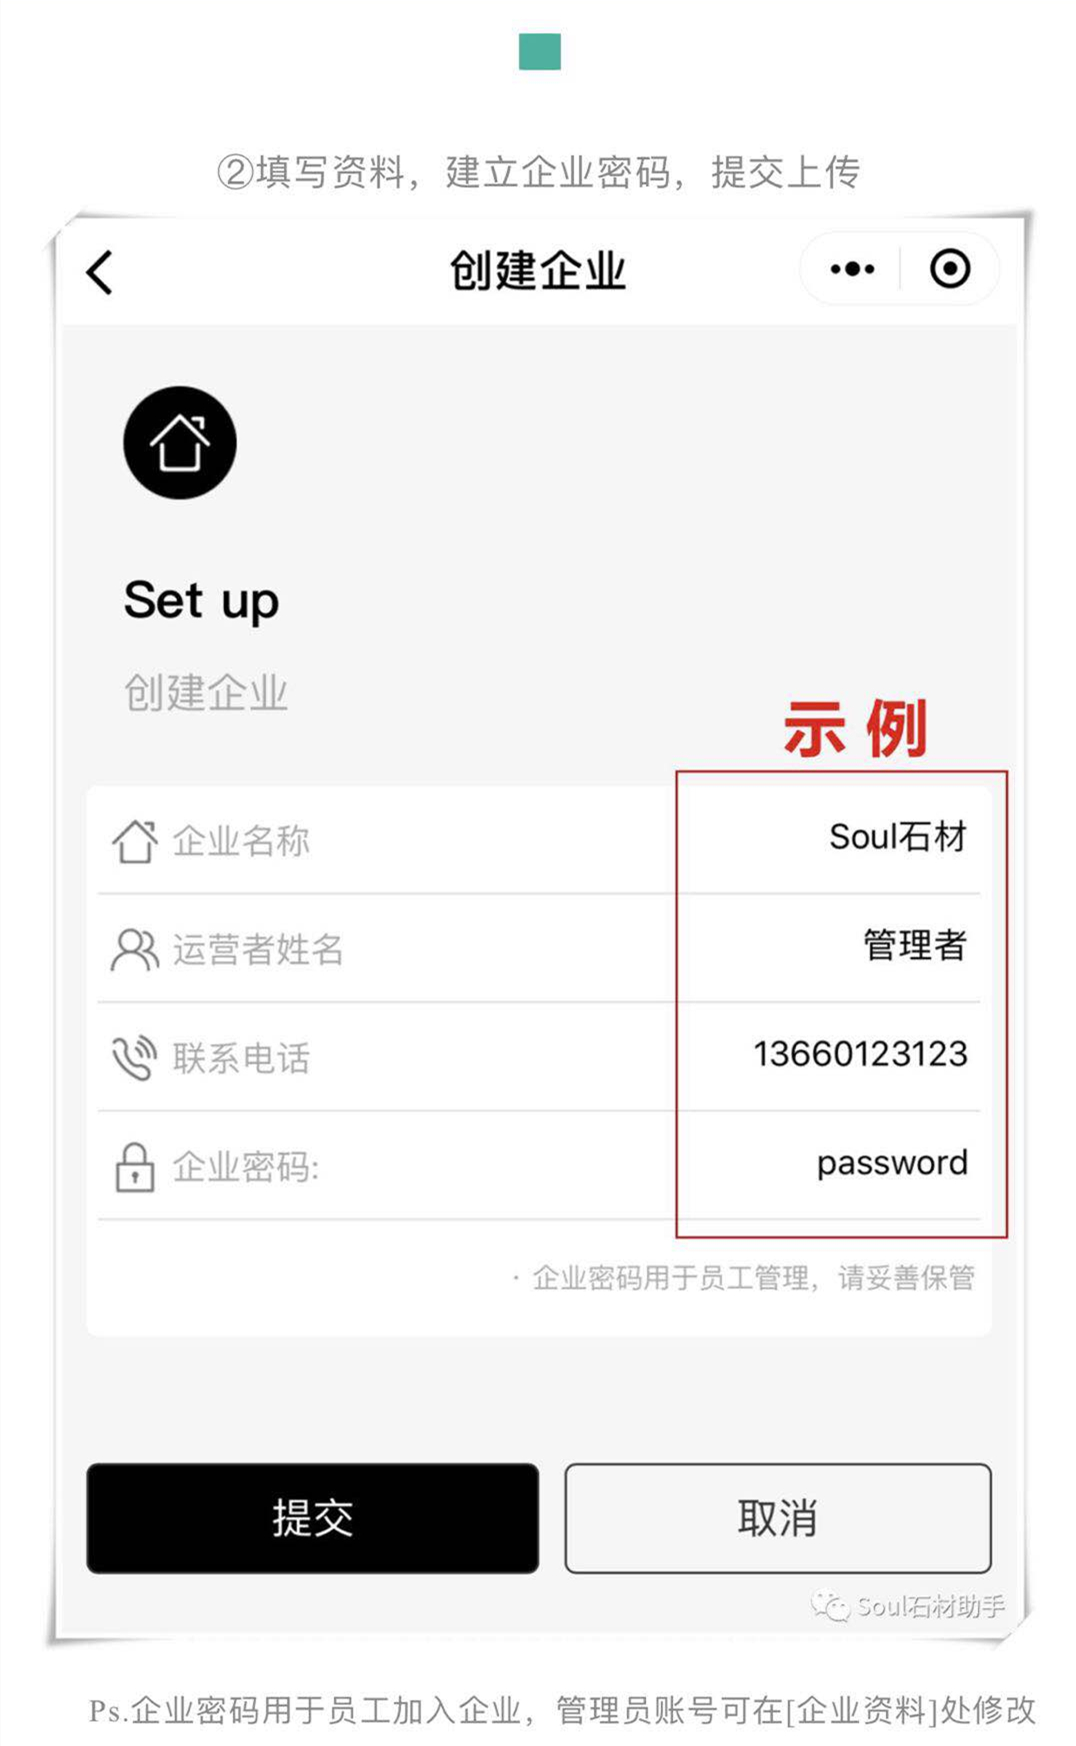 ②填写资料，建立企业密码，提交上传
创建企业
Set up
创建企业
示例
企业名称 Soul石材
运营者姓名 管理者
联系电话 13660123123
企业密码: password
· 企业密码用于员工管理，请妥善保管
提交 取消
Soul石材助手
Ps.企业密码用于员工加入企业，管理员账号可在[企业资料]处修改